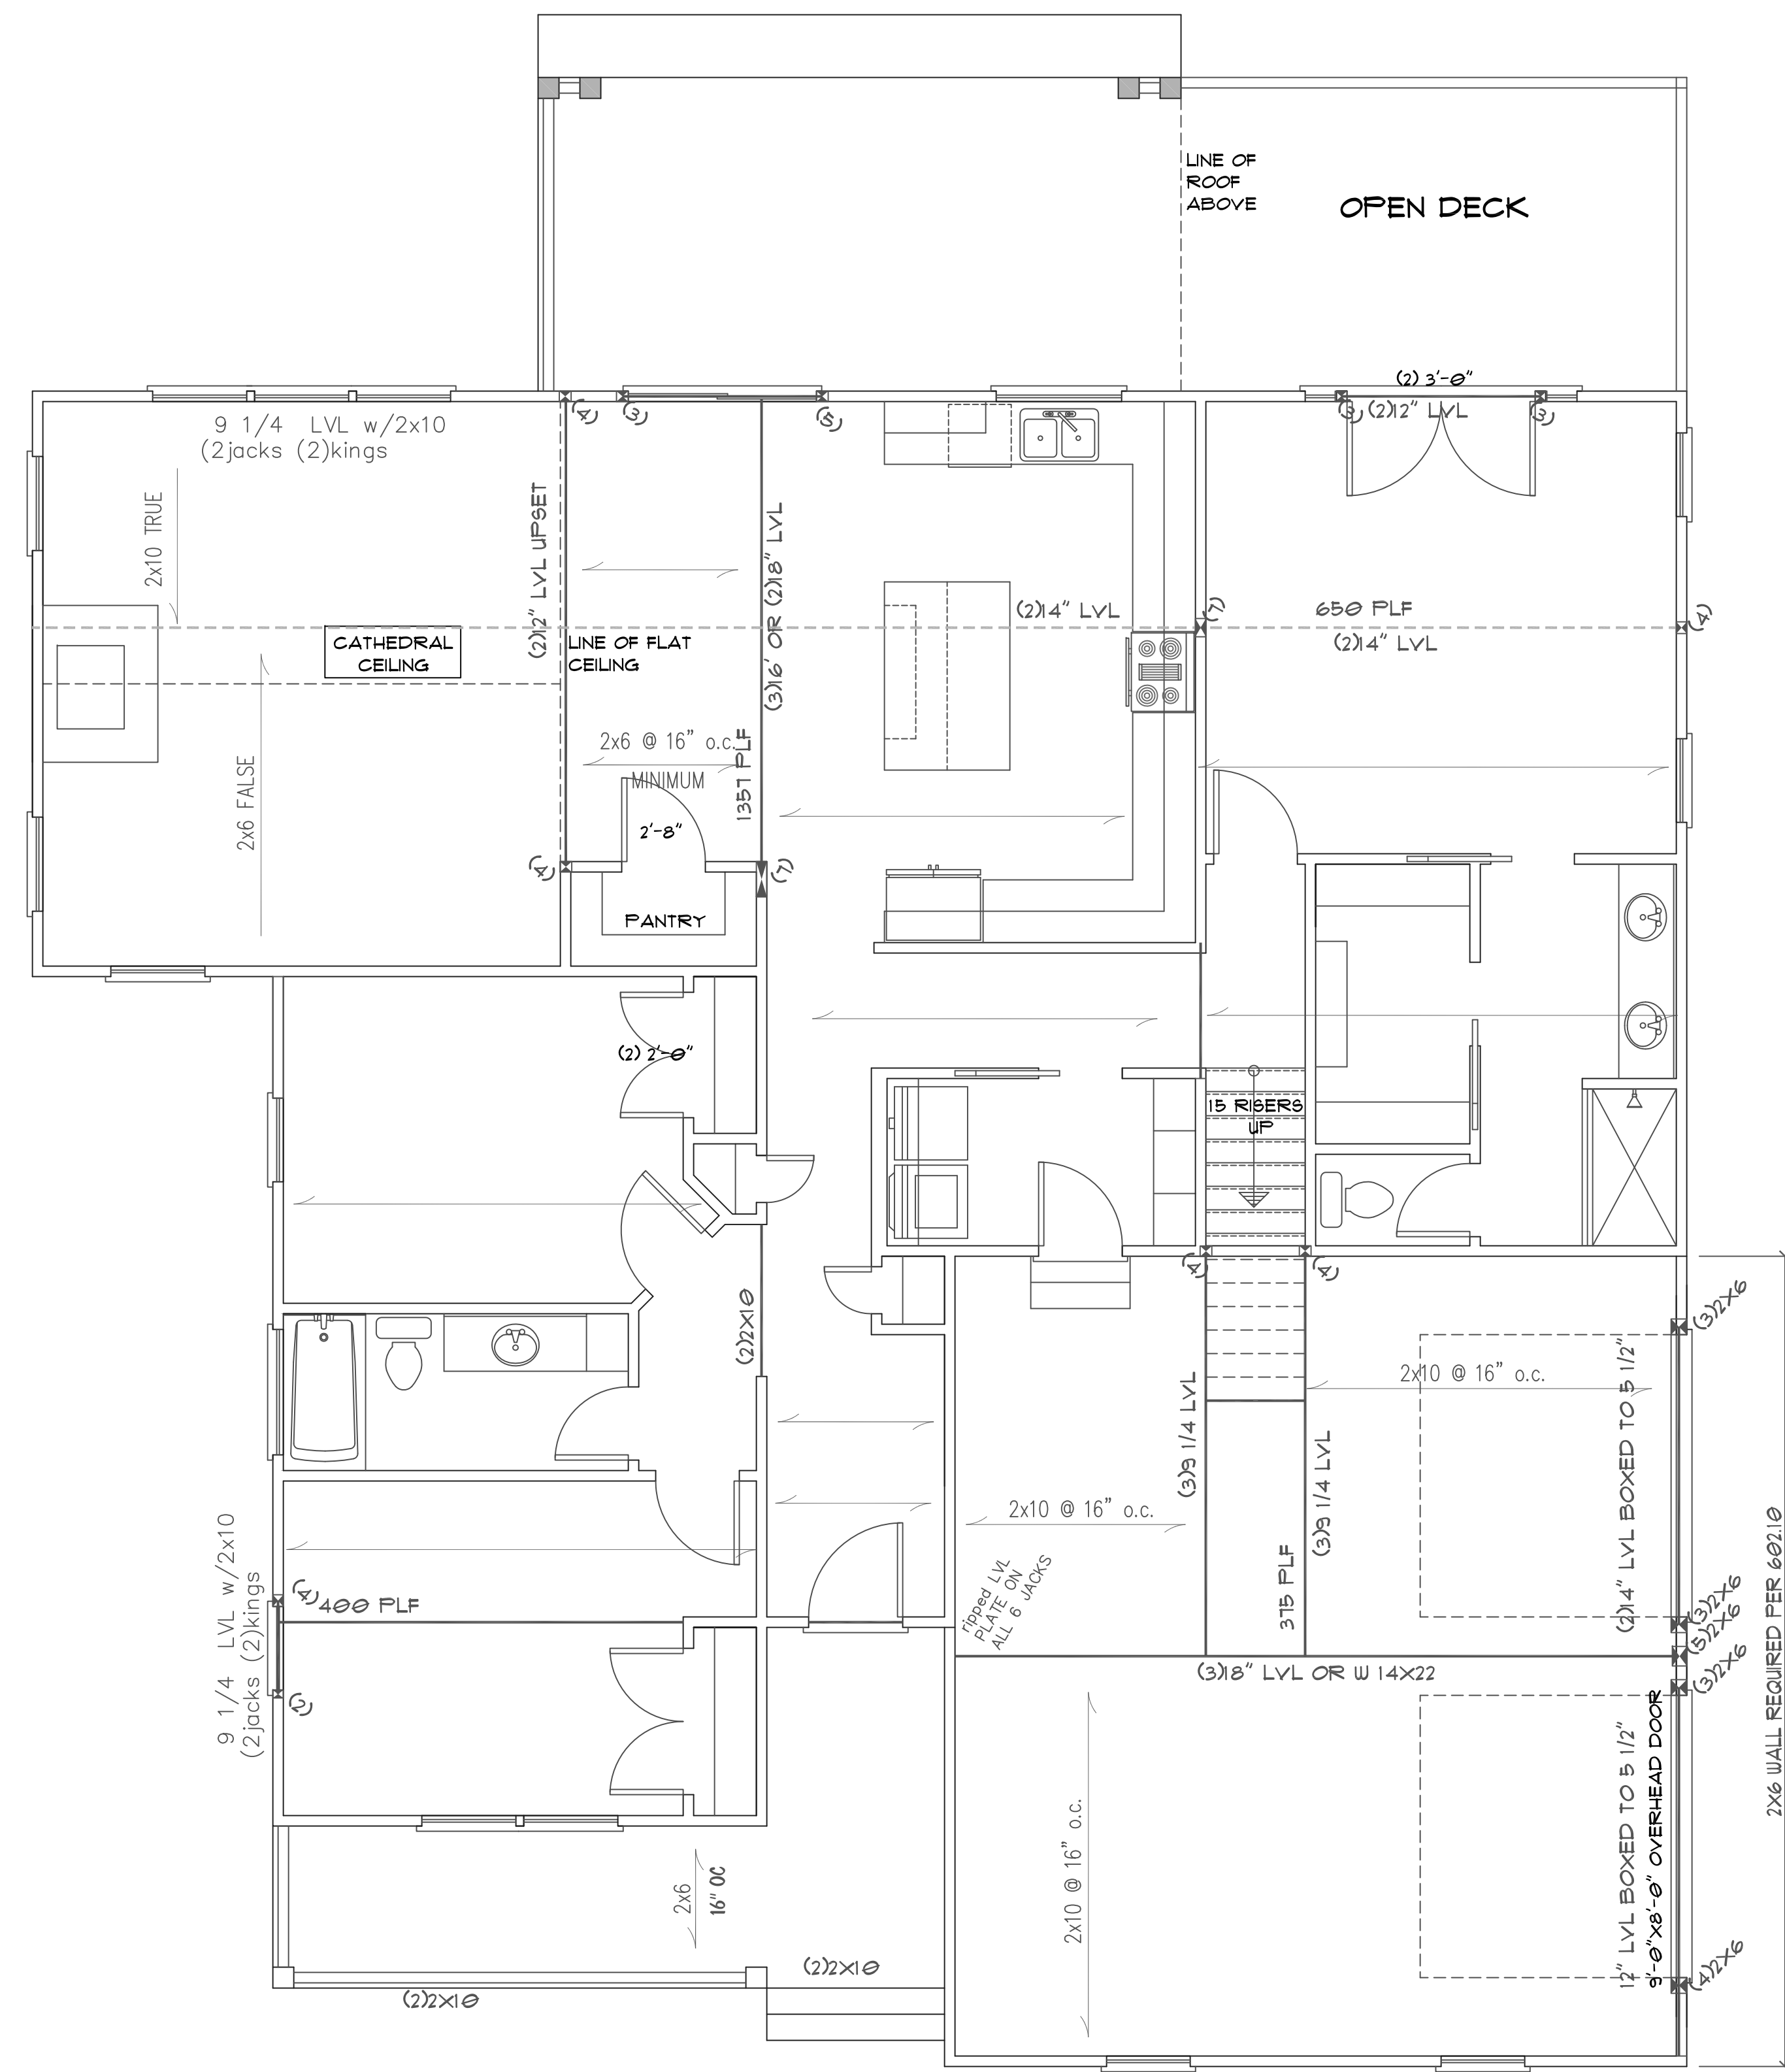 LINE OF
ROOF
ABOVE
OPEN DECK
(2) 3'-0"
(3) (2)12" LVL (3)
(4) (3) (5)
9 1/4 LVL w/2x10
(2jacks (2)kings
2x10 TRUE
(2)12" LVL UPSET
(3)16' OR (2)18" LVL
(2)14" LVL
(7)
650 PLF
(2)14" LVL
(4)
CATHEDRAL
CEILING
LINE OF FLAT
CEILING
2x6 @ 16" o.c.
MINIMUM
1357 PLF
2x6 FALSE
2'-8"
(4)
(7)
PANTRY
(2) 2'-0"
15 RISERS
UP
(4)
(4)
(3)2X6
(2)2X10
2x10 @ 16" o.c.
(3)9 1/4 LVL
(3)9 1/4 LVL
(2)14" LVL BOXED TO 5 1/2"
2x10 @ 16" o.c.
ripped LVL
PLATE ON
ALL 6 JACKS
375 PLF
9 1/4 LVL w/2x10
(2jacks (2)kings
(4)
400 PLF
(2)
(3)2X6
(5)2X6
(3)2X6
(3)18" LVL OR W 14X22
2X6 WALL REQUIRED PER 602.10
12" LVL BOXED TO 5 1/2"
9'-0"X8'-0" OVERHEAD DOOR
2x10 @ 16" o.c.
2x6
16" OC
(4)2X6
(2)2X10
(2)2X10